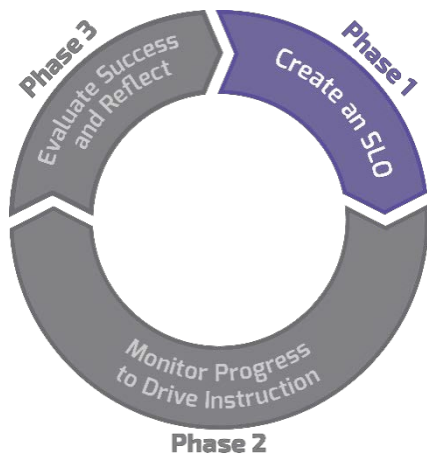 Phase 1
Create an SLO
Monitor Progress
to Drive Instruction
Phase 2
Phase 3
Evaluate Success
and Reflect